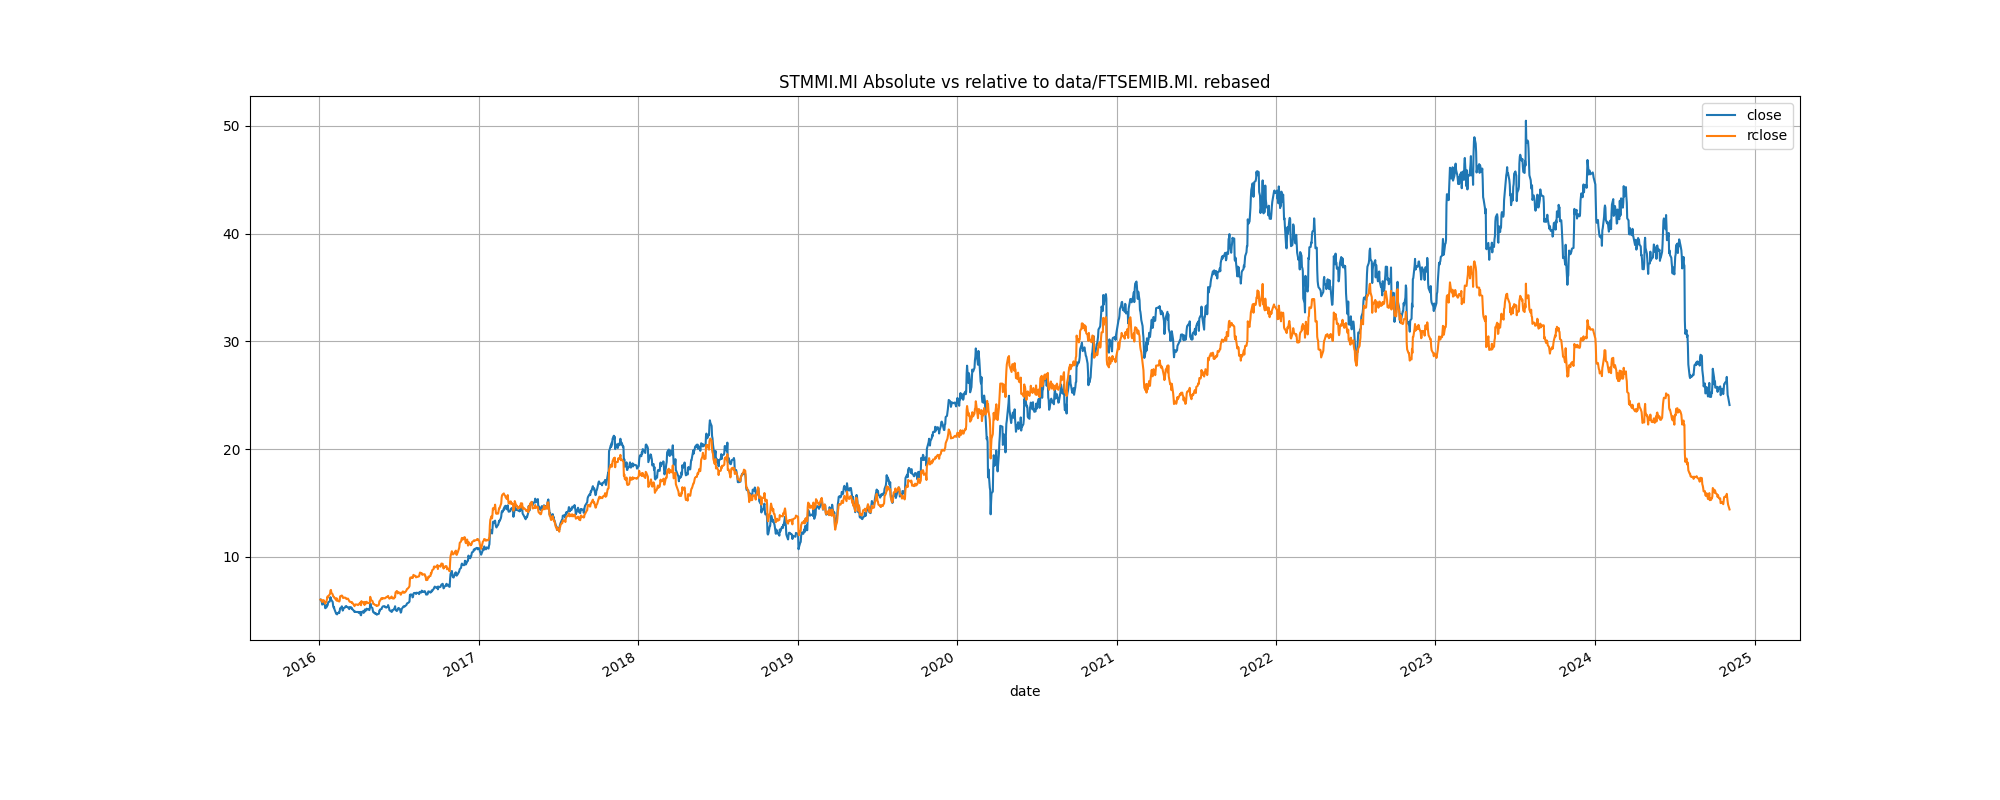 STMMI.MI Absolute vs relative to data/FTSEMIB.MI. rebased
close
rclose
50
40
30
20
10
2016 2017 2018 2019 2020 2021 2022 2023 2024 2025
date